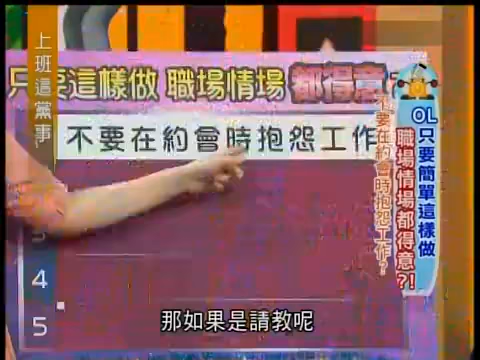 上班這黨事
只要這樣做 職場情場 都得意
不要在約會時抱怨工作
3
4
5
OL只要簡單這樣做
職場情場都得意?!
不要在約會時抱怨工作?
那如果是請教呢